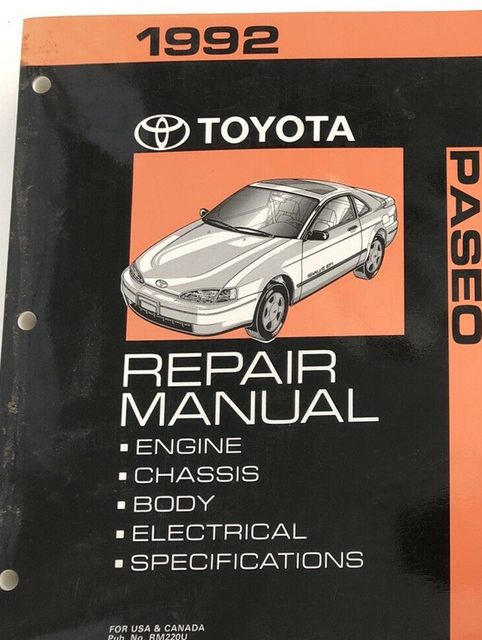 1992
TOYOTA
PASEO
REPAIR
MANUAL
▪ ENGINE
▪ CHASSIS
▪ BODY
▪ ELECTRICAL
▪ SPECIFICATIONS
FOR USA & CANADA
Pub. No. RM220U